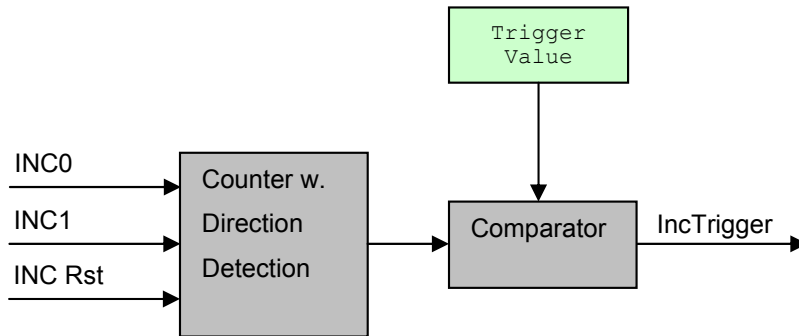 Trigger
Value
INC0
INC1
INC Rst
Counter w.
Direction
Detection
Comparator
IncTrigger